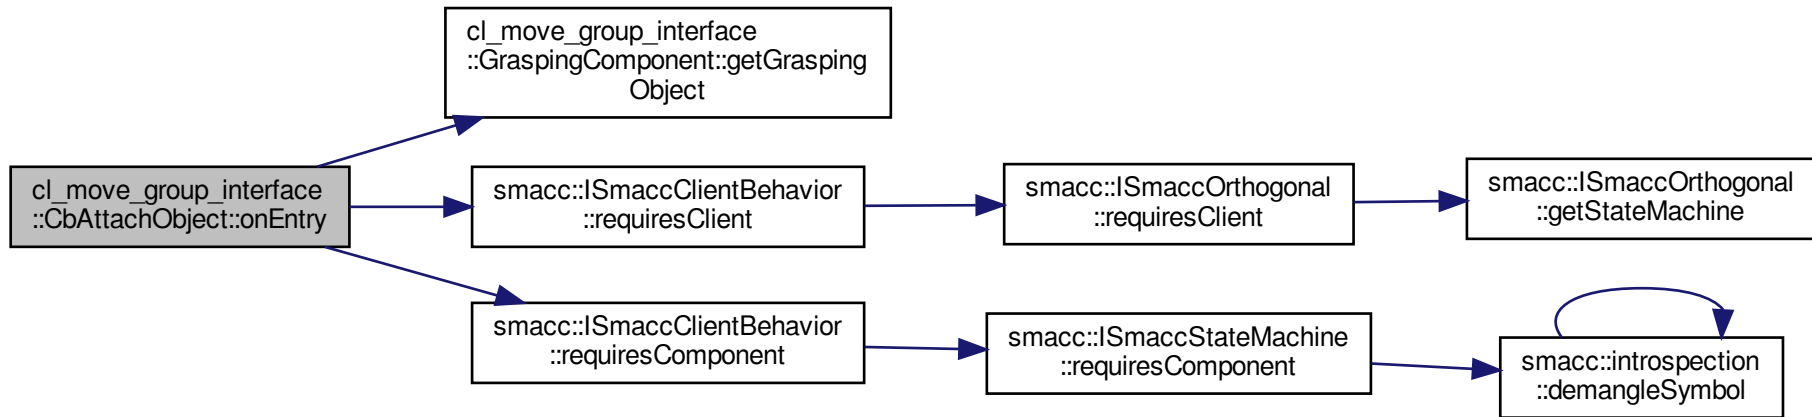 cl_move_group_interface
::GraspingComponent::getGrasping
Object
cl_move_group_interface
::CbAttachObject::onEntry
smacc::ISmaccClientBehavior
::requiresClient
smacc::ISmaccOrthogonal
::requiresClient
smacc::ISmaccOrthogonal
::getStateMachine
smacc::ISmaccClientBehavior
::requiresComponent
smacc::ISmaccStateMachine
::requiresComponent
smacc::introspection
::demangleSymbol